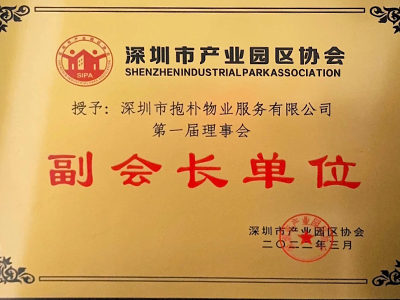 SIPA
深圳市产业园区协会
SHENZHENINDUSTRIALPARKASSOCIATION
授予：深圳市抱朴物业服务有限公司
第一届理事会
副会长单位
深圳市产业园区协会
二〇二二年三月